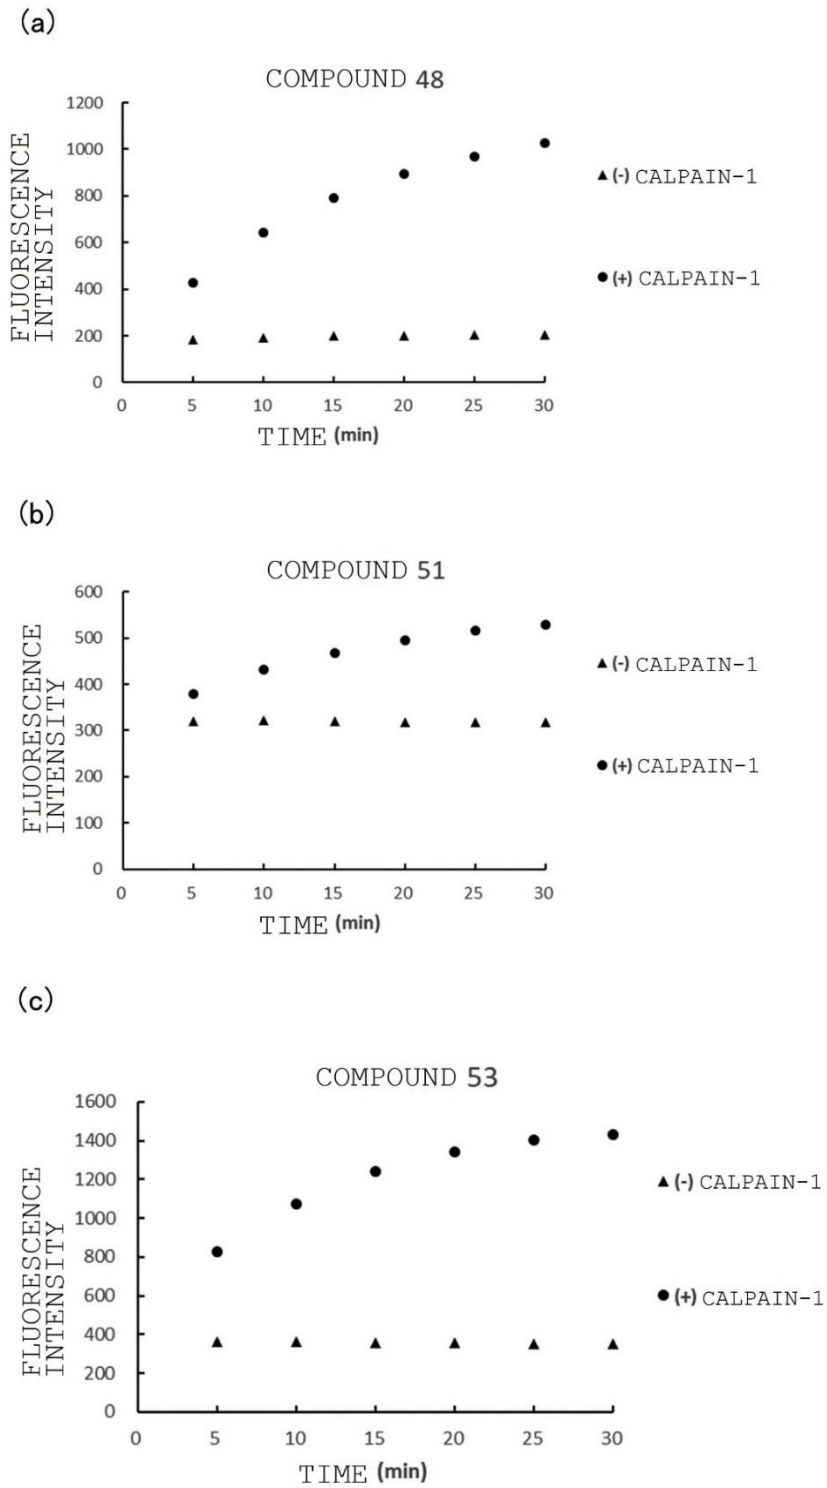 (a)
COMPOUND 48
1200
1000
800
600
400
200
0
FLUORESCENCE
INTENSITY
0 5 10 15 20 25 30
TIME (min)
▲ (-) CALPAIN-1
● (+) CALPAIN-1
(b)
COMPOUND 51
600
500
400
300
200
100
0
FLUORESCENCE
INTENSITY
0 5 10 15 20 25 30
TIME (min)
▲ (-) CALPAIN-1
● (+) CALPAIN-1
(c)
COMPOUND 53
1600
1400
1200
1000
800
600
400
200
0
FLUORESCENCE
INTENSITY
0 5 10 15 20 25 30
TIME (min)
▲ (-) CALPAIN-1
● (+) CALPAIN-1